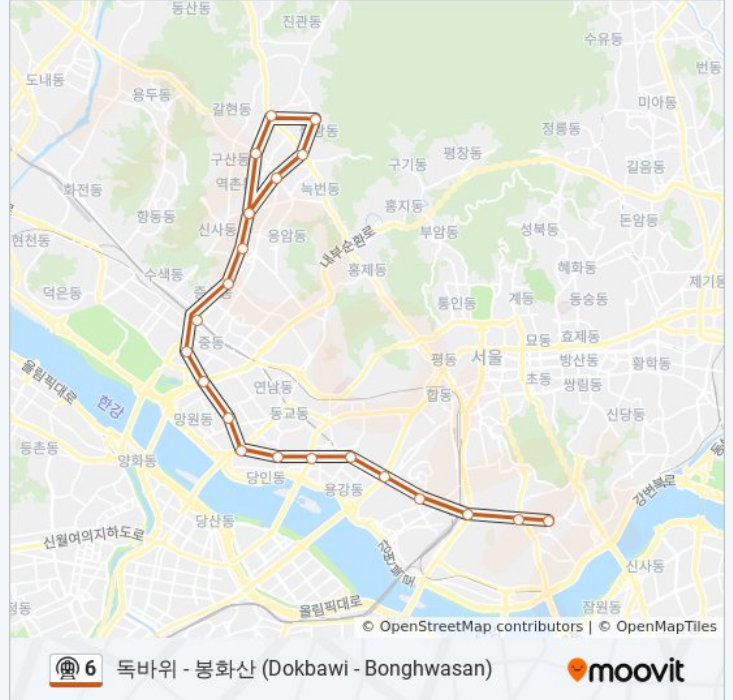 동산동
진관동
수유동
도내동
용두동
번동
미아동
갈현동
정릉동
구산동
평창동
구기동
길음동
화전동
역촌
녹번동
홍지동
향동동
신사동
응암동
부암동
성북동
돈암동
현천동
내부순환로
수색동
홍제동
혜화동
제기동
덕은동
통인동
계동
동숭동
중동
묘동
효제동
평동
서울
방산동
황학동
올림픽대로
연남동
초동
쌍림동
합동
한강
망원동
동교동
신당동
등촌동
양화동
당인동
용강동
강변북로
당산동
신월여의지하도로
강변북로
신사동
올림픽대로
잠원동
© OpenStreetMap contributors | © OpenMapTiles
6 독바위 - 봉화산 (Dokbawi - Bonghwasan)
moovit